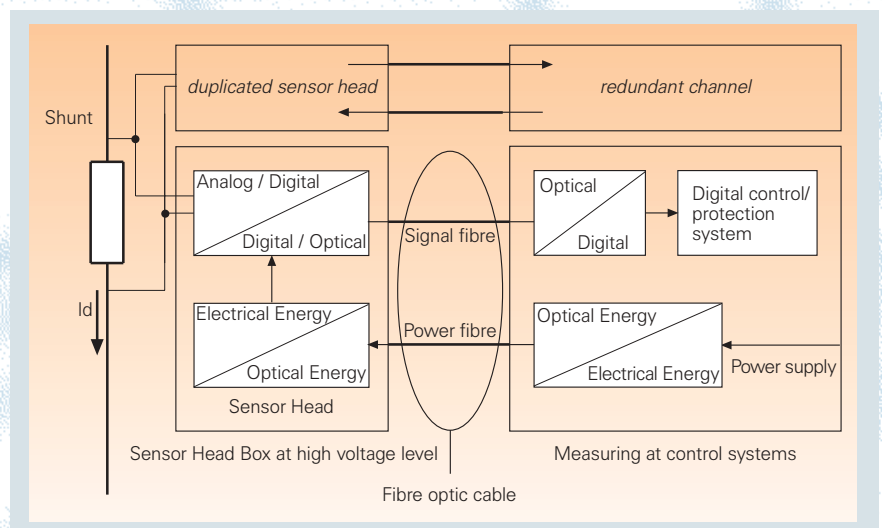 duplicated sensor head
redundant channel
Shunt
Analog / Digital
Digital / Optical
Signal fibre
Optical
Digital
Digital control/
protection
system
Id
Electrical Energy
Optical Energy
Sensor Head
Power fibre
Optical Energy
Electrical Energy
Power supply
Sensor Head Box at high voltage level
Measuring at control systems
Fibre optic cable